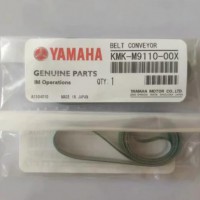 YAMAHA
BELT CONVEYOR
KMK-M9110-00X
GENUINE PARTS
IM Operations
QTY. 1
MADE IN JAPAN
YAMAHA MOTOR CO., LTD.